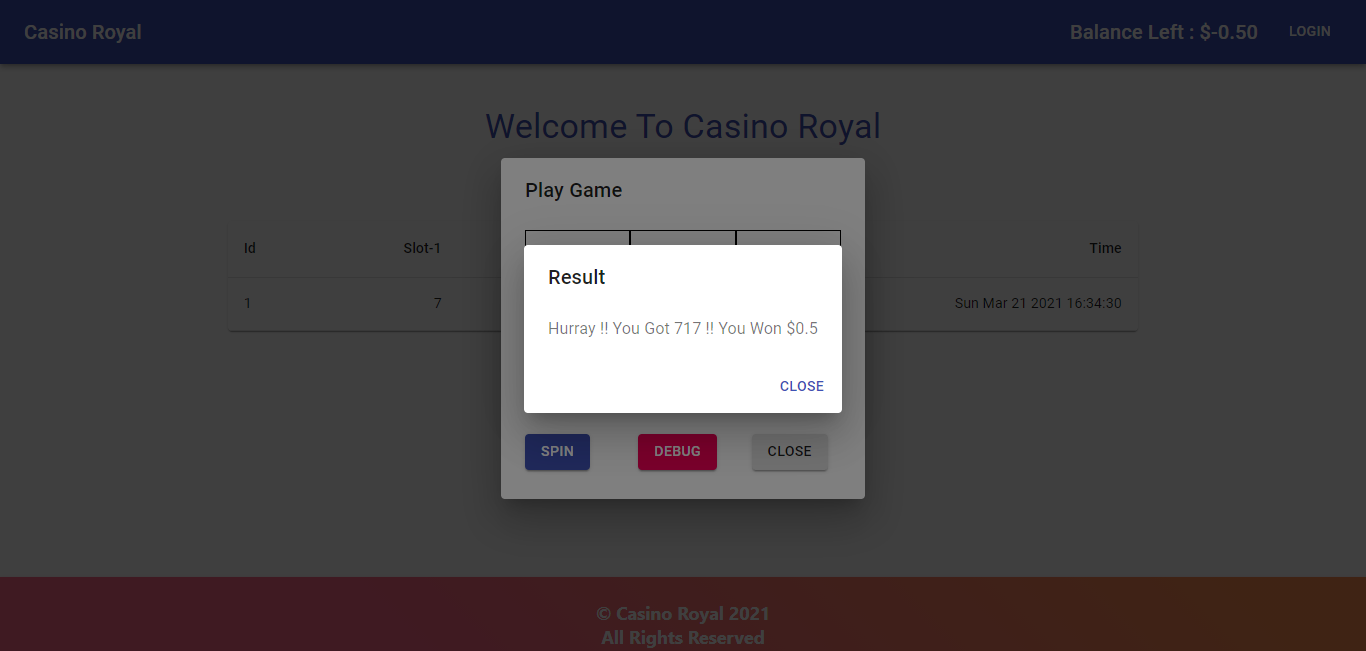 Casino Royal
Balance Left : $-0.50 LOGIN
Welcome To Casino Royal
Play Game
Id Slot-1 Time
Result
1 7 Sun Mar 21 2021 16:34:30
Hurray !! You Got 717 !! You Won $0.5
CLOSE
SPIN DEBUG CLOSE
© Casino Royal 2021
All Rights Reserved